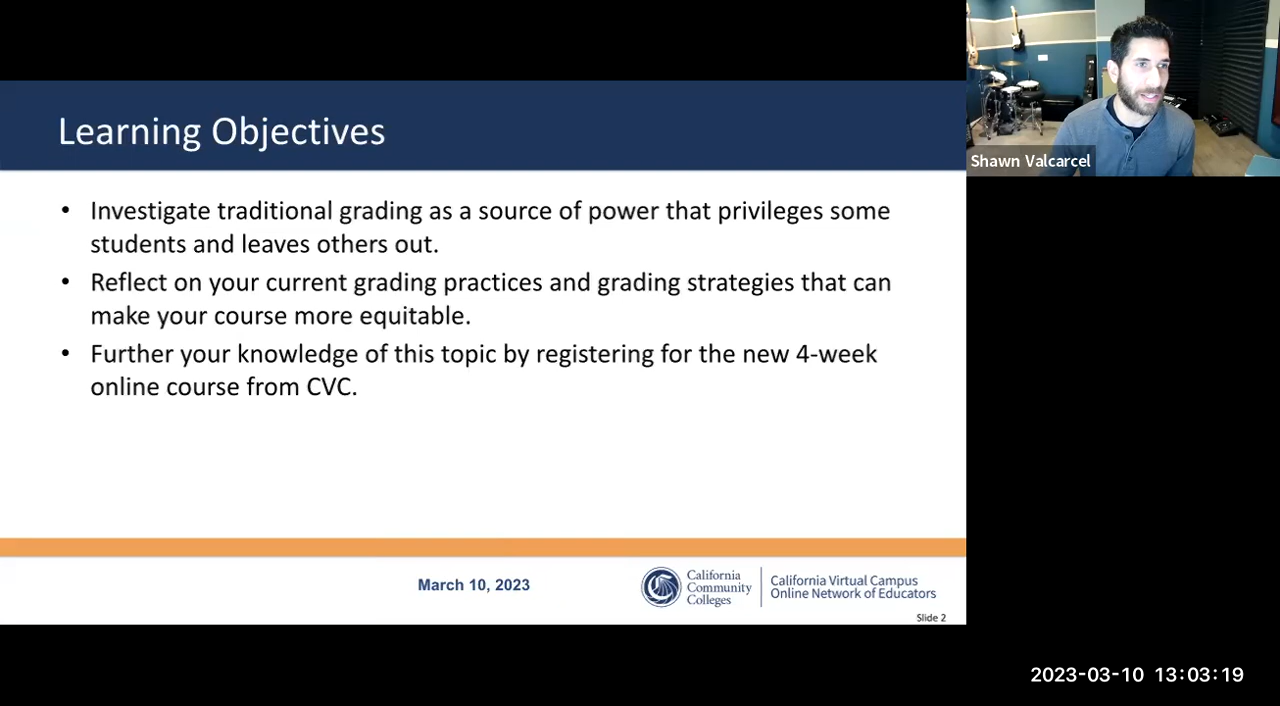 Learning Objectives
Shawn Valcarcel
• Investigate traditional grading as a source of power that privileges some
students and leaves others out.
• Reflect on your current grading practices and grading strategies that can
make your course more equitable.
• Further your knowledge of this topic by registering for the new 4-week
online course from CVC.
March 10, 2023
California
Community
Colleges
California Virtual Campus
Online Network of Educators
Slide 2
2023-03-10 13:03:19